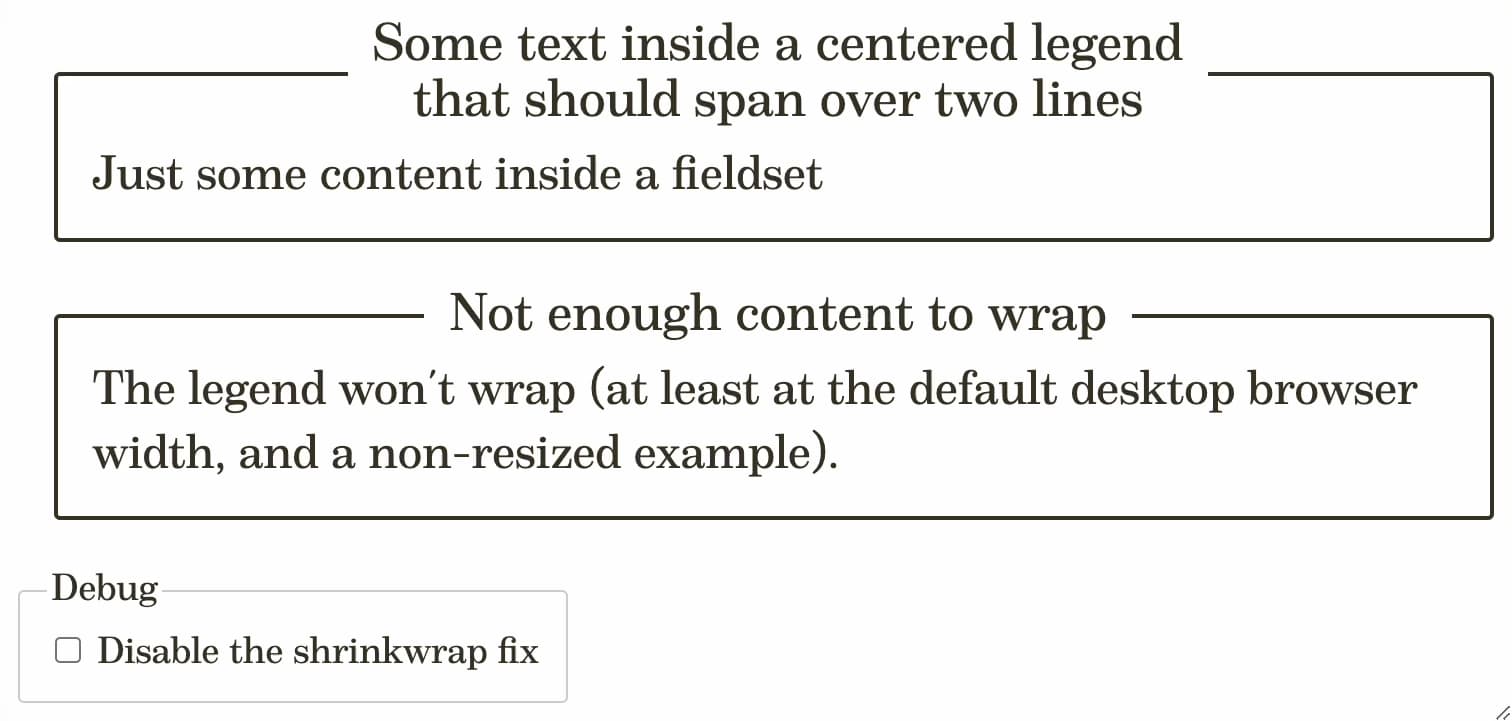 Some text inside a centered legend
that should span over two lines
Just some content inside a fieldset
Not enough content to wrap
The legend won't wrap (at least at the default desktop browser
width, and a non-resized example).
Debug
Disable the shrinkwrap fix